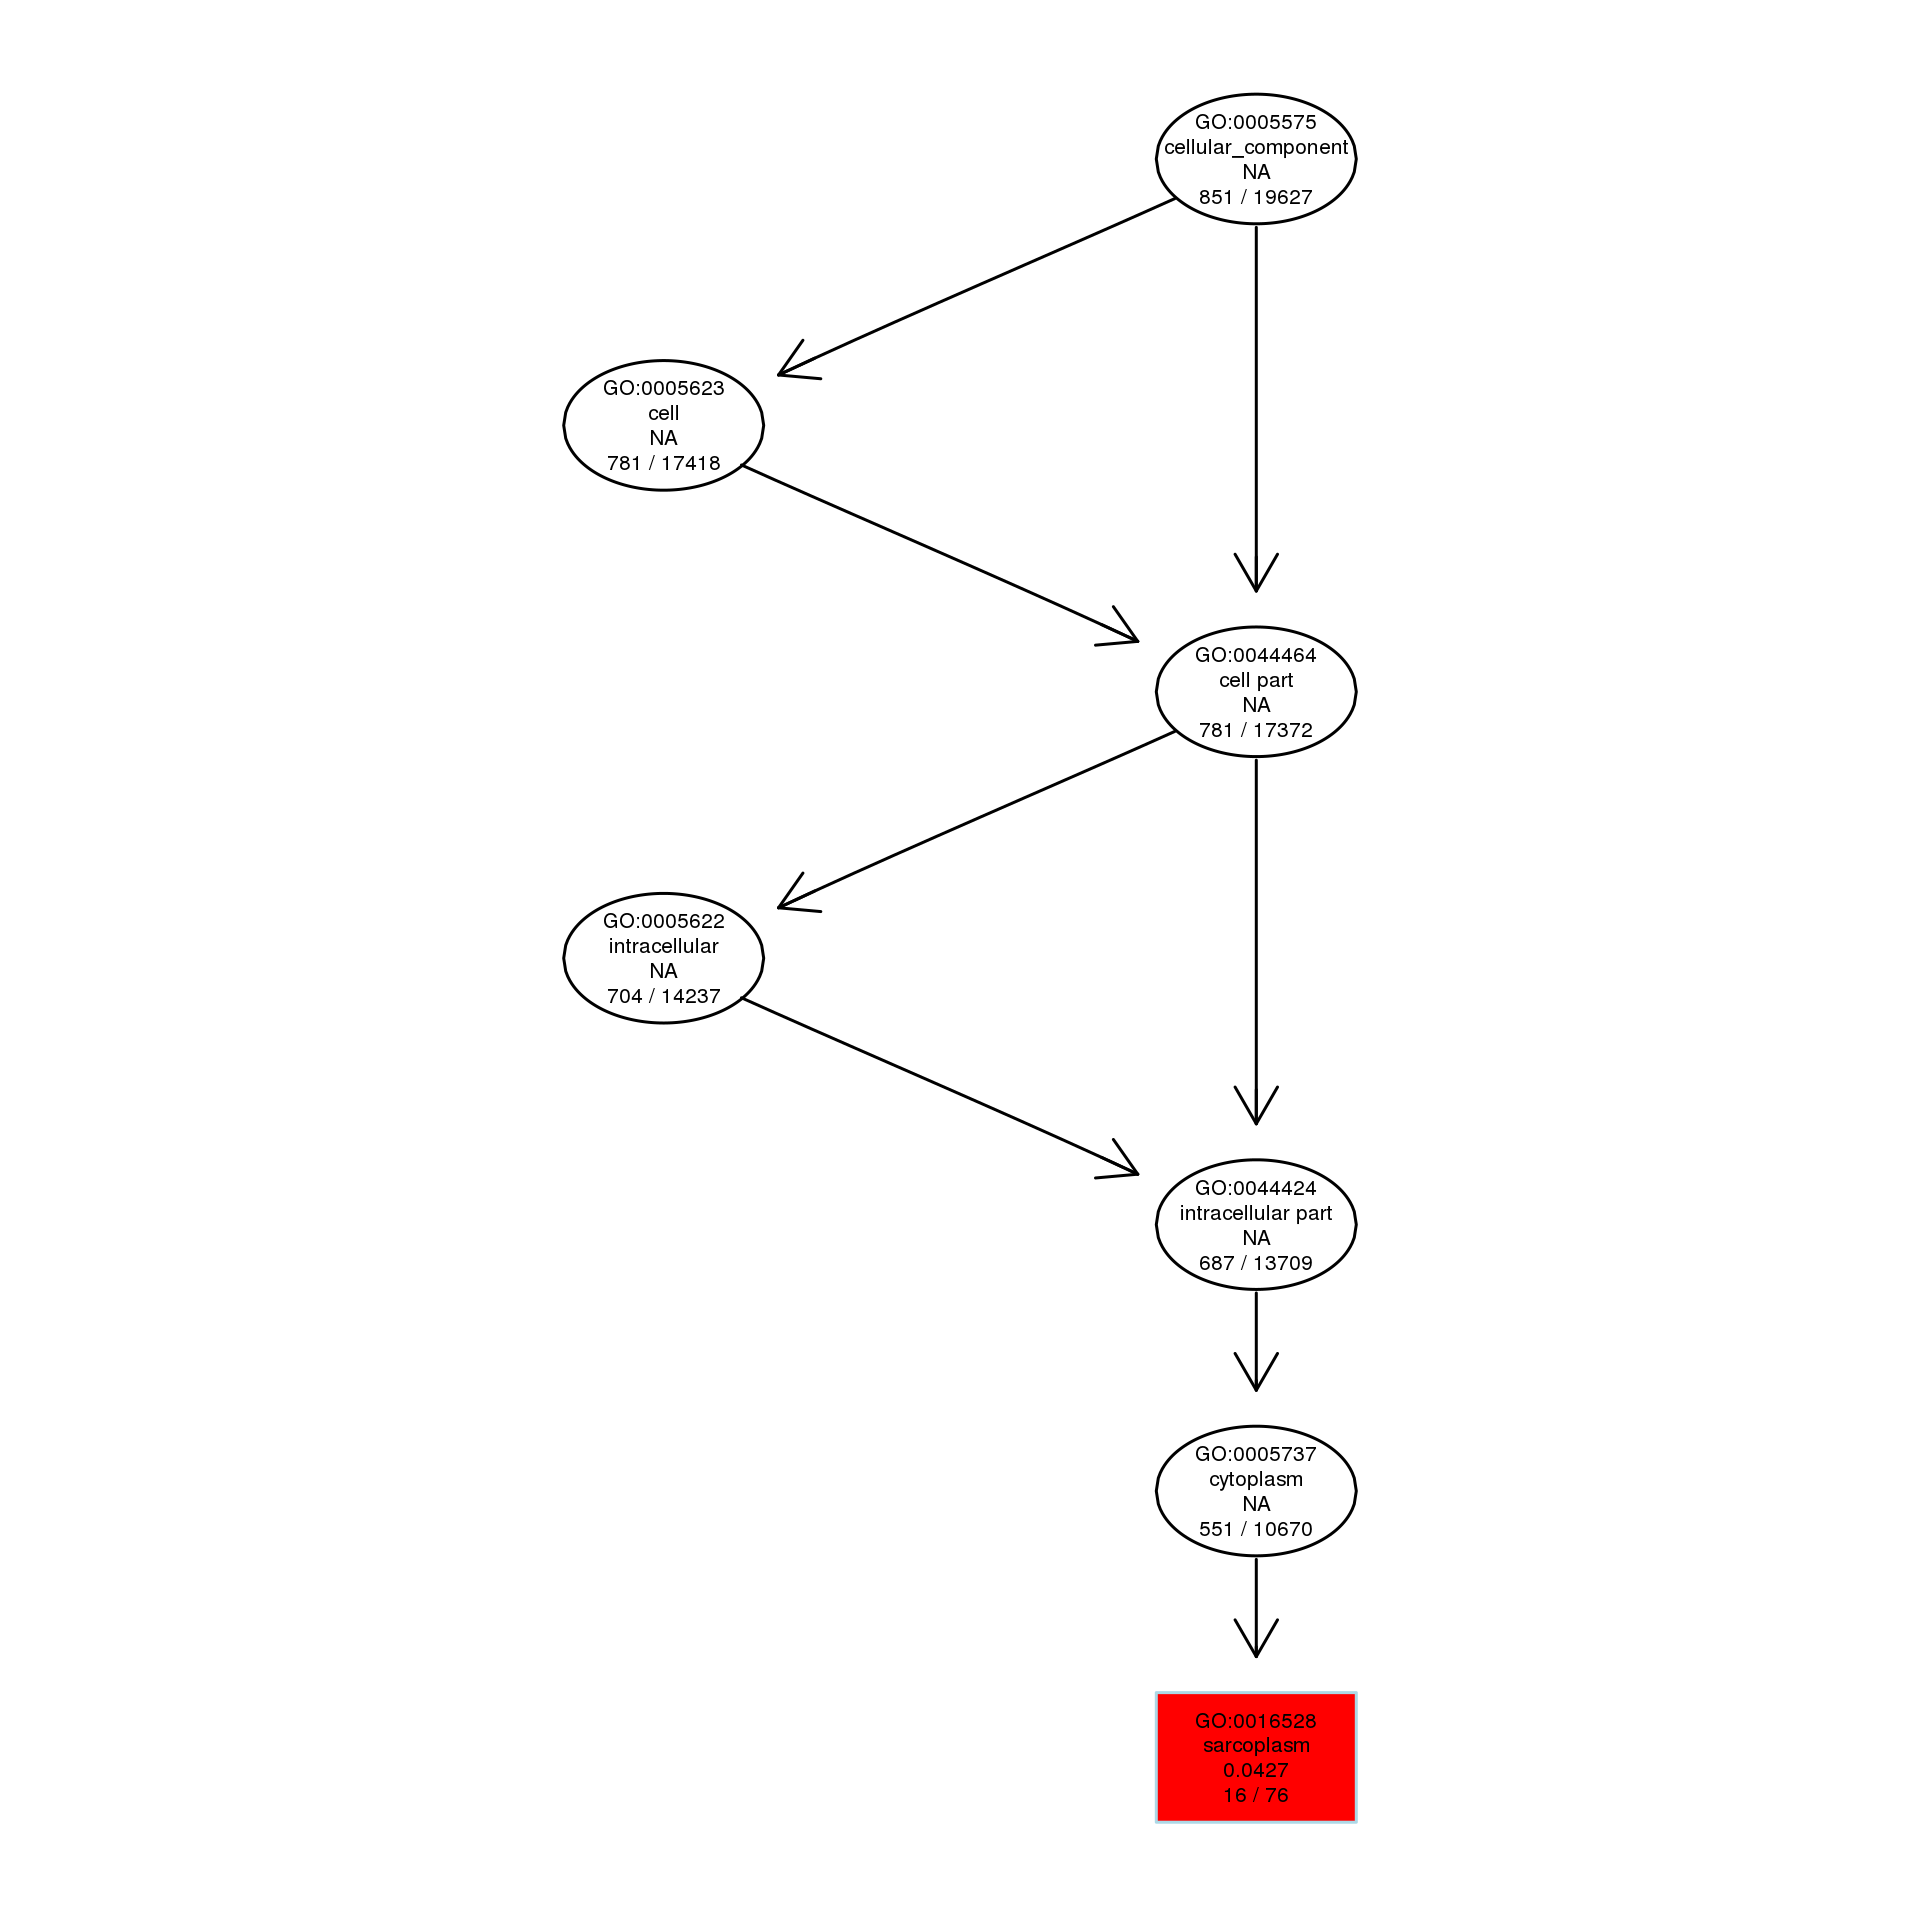 GO:0005575
cellular_component
NA
851 / 19627
GO:0005623
cell
NA
781 / 17418
GO:0044464
cell part
NA
781 / 17372
GO:0005622
intracellular
NA
704 / 14237
GO:0044424
intracellular part
NA
687 / 13709
GO:0005737
cytoplasm
NA
551 / 10670
GO:0016528
sarcoplasm
0.0427
16 / 76